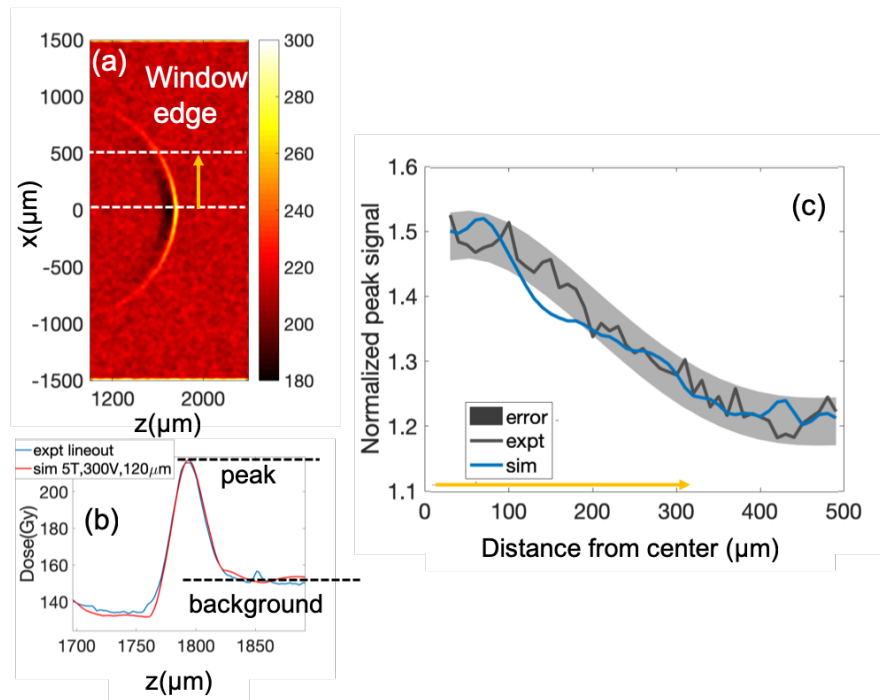 (a)
Window
edge
1500
1000
500
0
-500
-1000
-1500
x(μm)
1200
2000
z(μm)
300
280
260
240
220
200
180
(b)
expt lineout
sim 5T,300V,120μm
peak
background
200
180
160
140
Dose(Gy)
1700
1750
1800
1850
z(μm)
(c)
1.6
1.5
1.4
1.3
1.2
1.1
Normalized peak signal
error
expt
sim
0
100
200
300
400
500
Distance from center (μm)